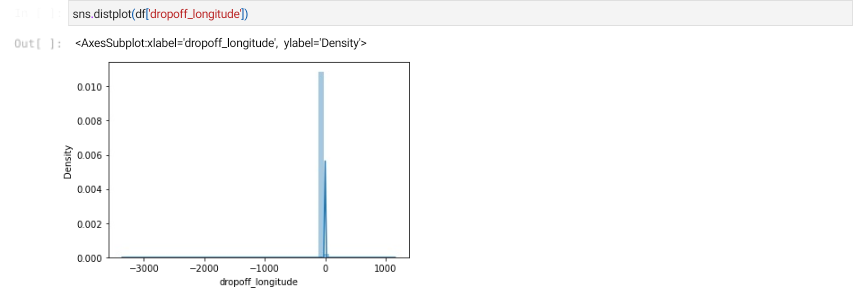 In [ ]:
sns.distplot(df['dropoff_longitude'])
Out[ ]:
<AxesSubplot:xlabel='dropoff_longitude', ylabel='Density'>
0.010
0.008
0.006
0.004
0.002
0.000
Density
−3000 −2000 −1000 0 1000
dropoff_longitude